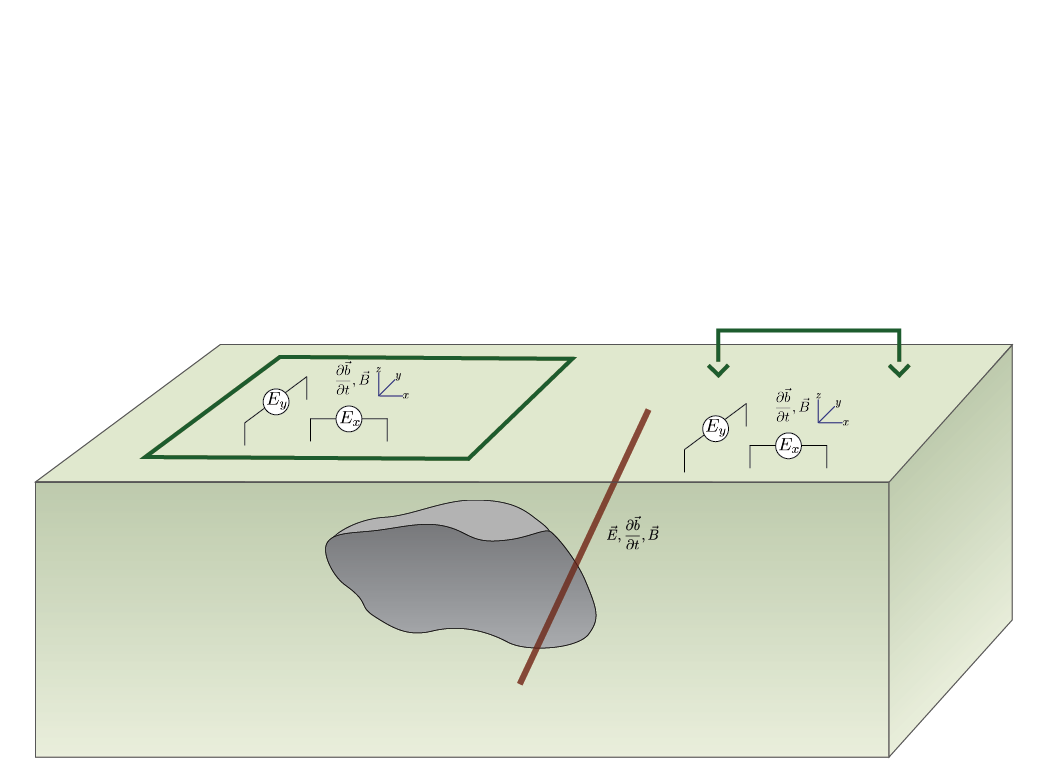 ∂b⃗/∂t, B⃗ z y x
E_y
E_x
∂b⃗/∂t, B⃗ z y x
E_y
E_x
E⃗, ∂b⃗/∂t, B⃗